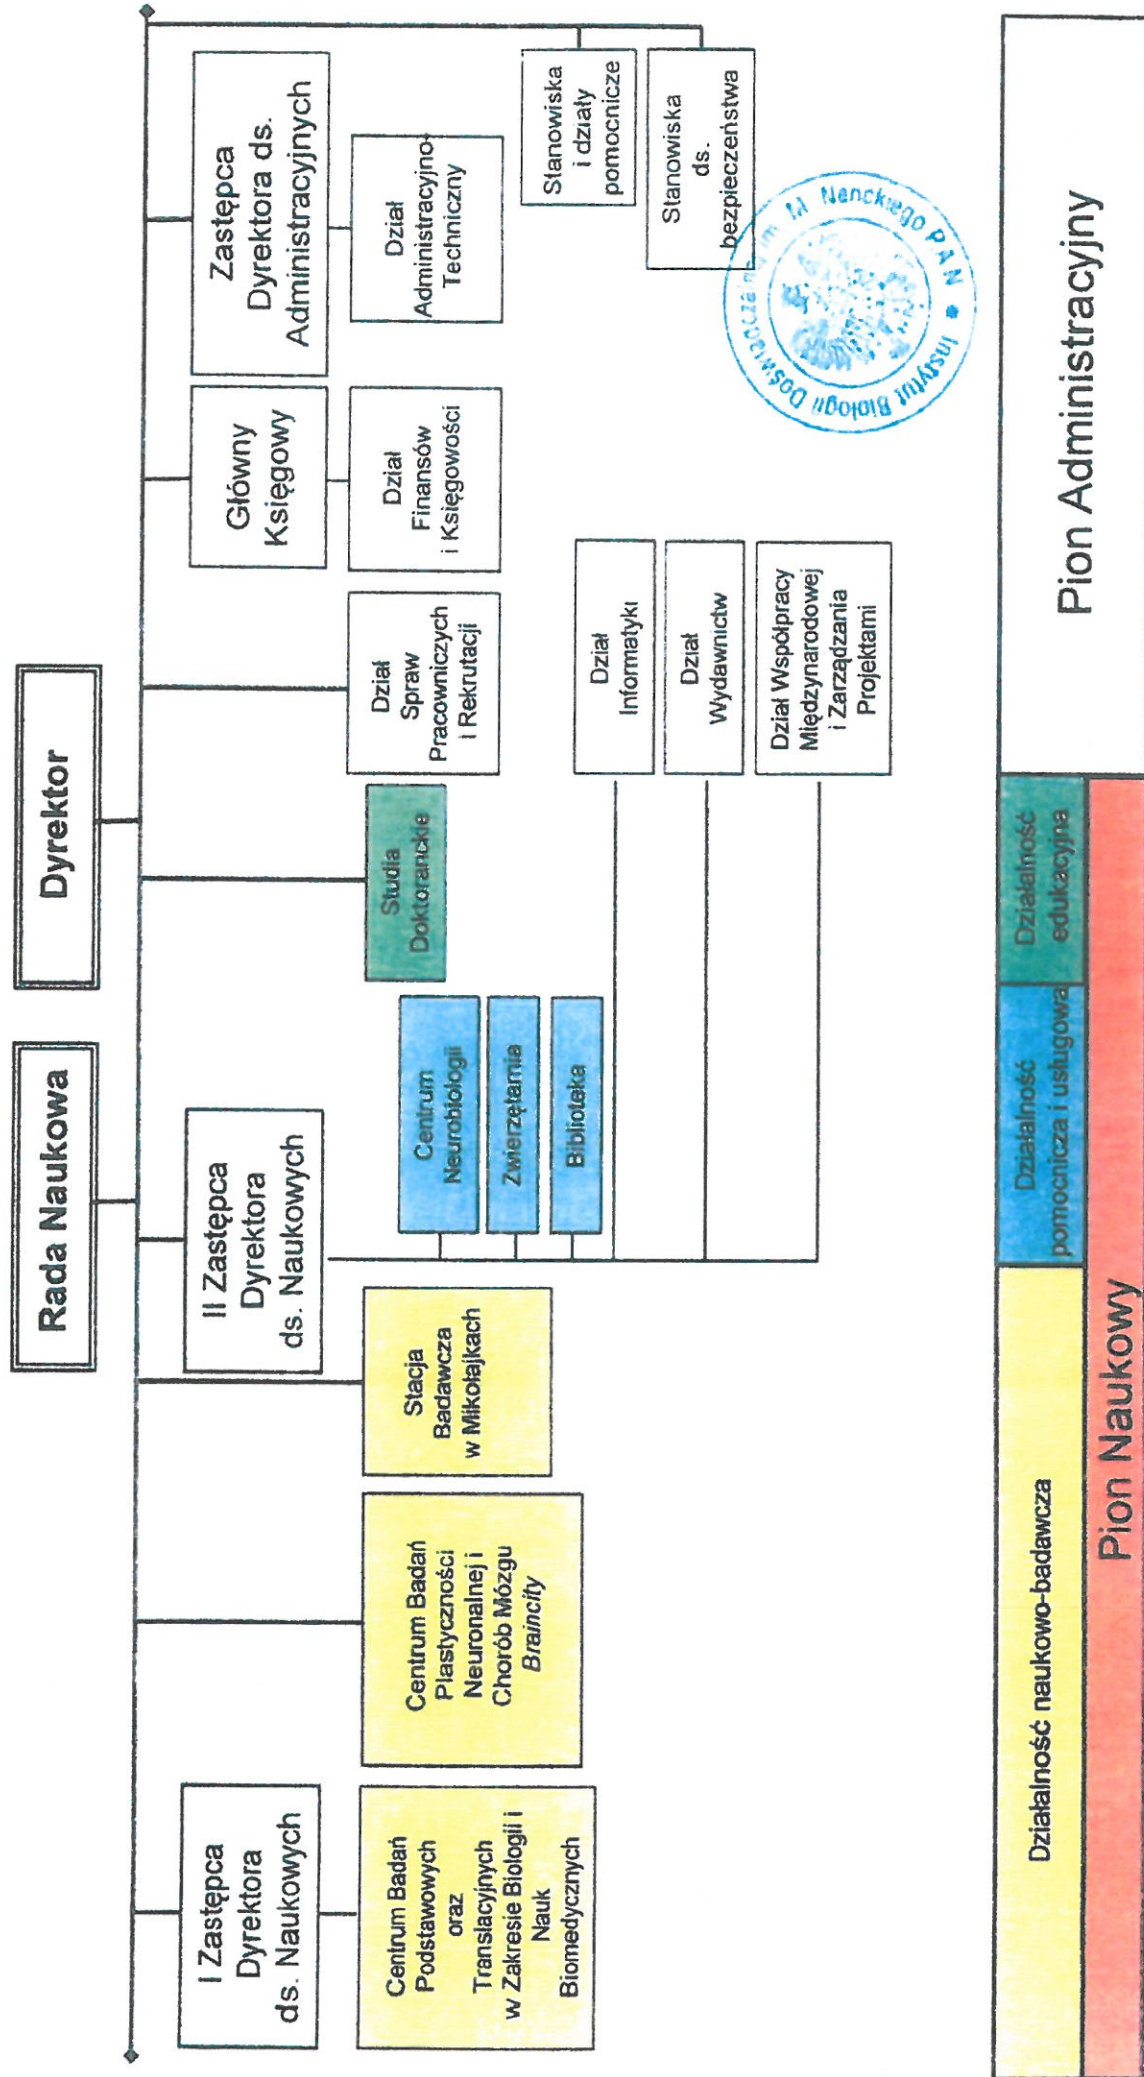 Rada Naukowa
Dyrektor
I Zastępca
Dyrektora
ds. Naukowych
II Zastępca
Dyrektora
ds. Naukowych
Główny
Księgowy
Zastępca
Dyrektora ds.
Administracyjnych
Centrum Badań
Podstawowych
oraz
Translacyjnych
w Zakresie Biologii i
Nauk
Biomedycznych
Centrum Badań
Plastyczności
Neuronalnej i
Chorób Mózgu
Braincity
Stacja
Badawcza
w Mikołajkach
Centrum
Neurobiologii
Zwierzętarnia
Biblioteka
Studia
Doktoranckie
Dział
Spraw
Pracowniczych
i Rekrutacji
Dział
Finansów
i Księgowości
Dział
Administracyjno-
Techniczny
Dział
Informatyki
Dział
Wydawnictw
Dział Współpracy
Międzynarodowej
i Zarządzania
Projektami
Stanowiska
i działy
pomocnicze
Stanowiska
ds.
bezpieczeństwa
Instytut Biologii Doświadczalnej im. M. Nenckiego PAN
Działalność naukowo-badawcza
Działalność
pomocnicza i usługowa
Działalność
edukacyjna
Pion Naukowy
Pion Administracyjny